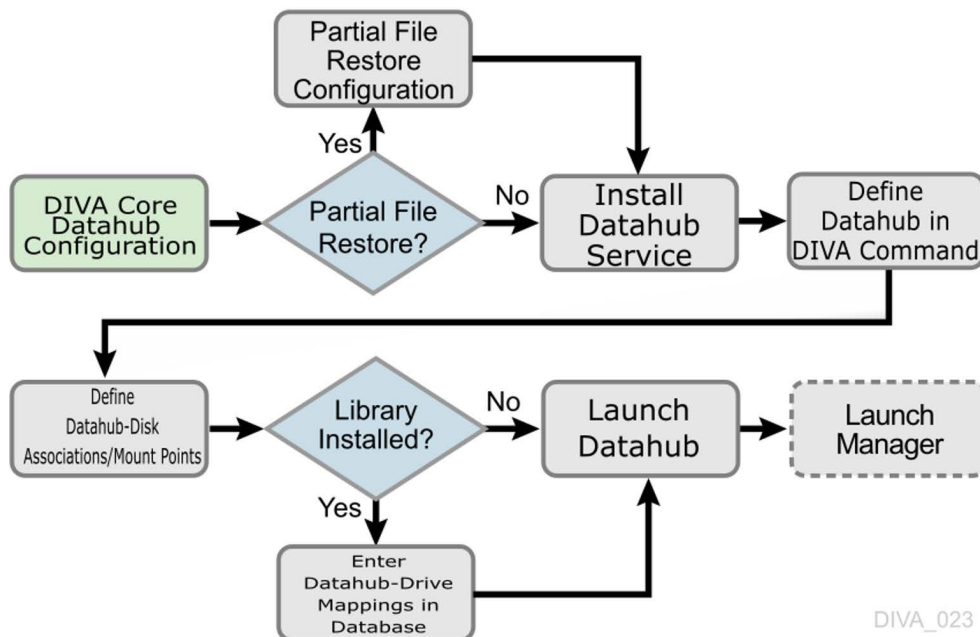 Partial File
Restore
Configuration
Yes
DIVA Core
Datahub
Configuration
Partial File
Restore?
No
Install
Datahub
Service
Define
Datahub in
DIVA Command
Define
Datahub-Disk
Associations/Mount Points
Library
Installed?
No
Launch
Datahub
Launch
Manager
Yes
Enter
Datahub-Drive
Mappings in
Database
DIVA_023